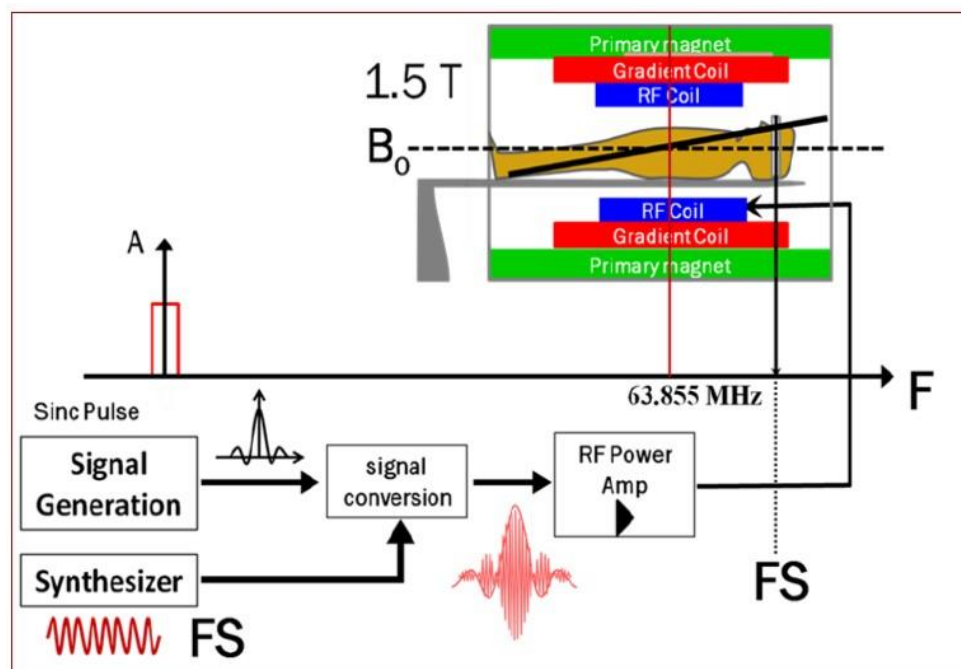 Primary magnet
Gradient Coil
1.5 T
RF Coil
B₀
RF Coil
Gradient Coil
Primary magnet
A
F
63.855 MHz
Sinc Pulse
Signal
Generation
signal
conversion
RF Power
Amp
Synthesizer
FS
FS